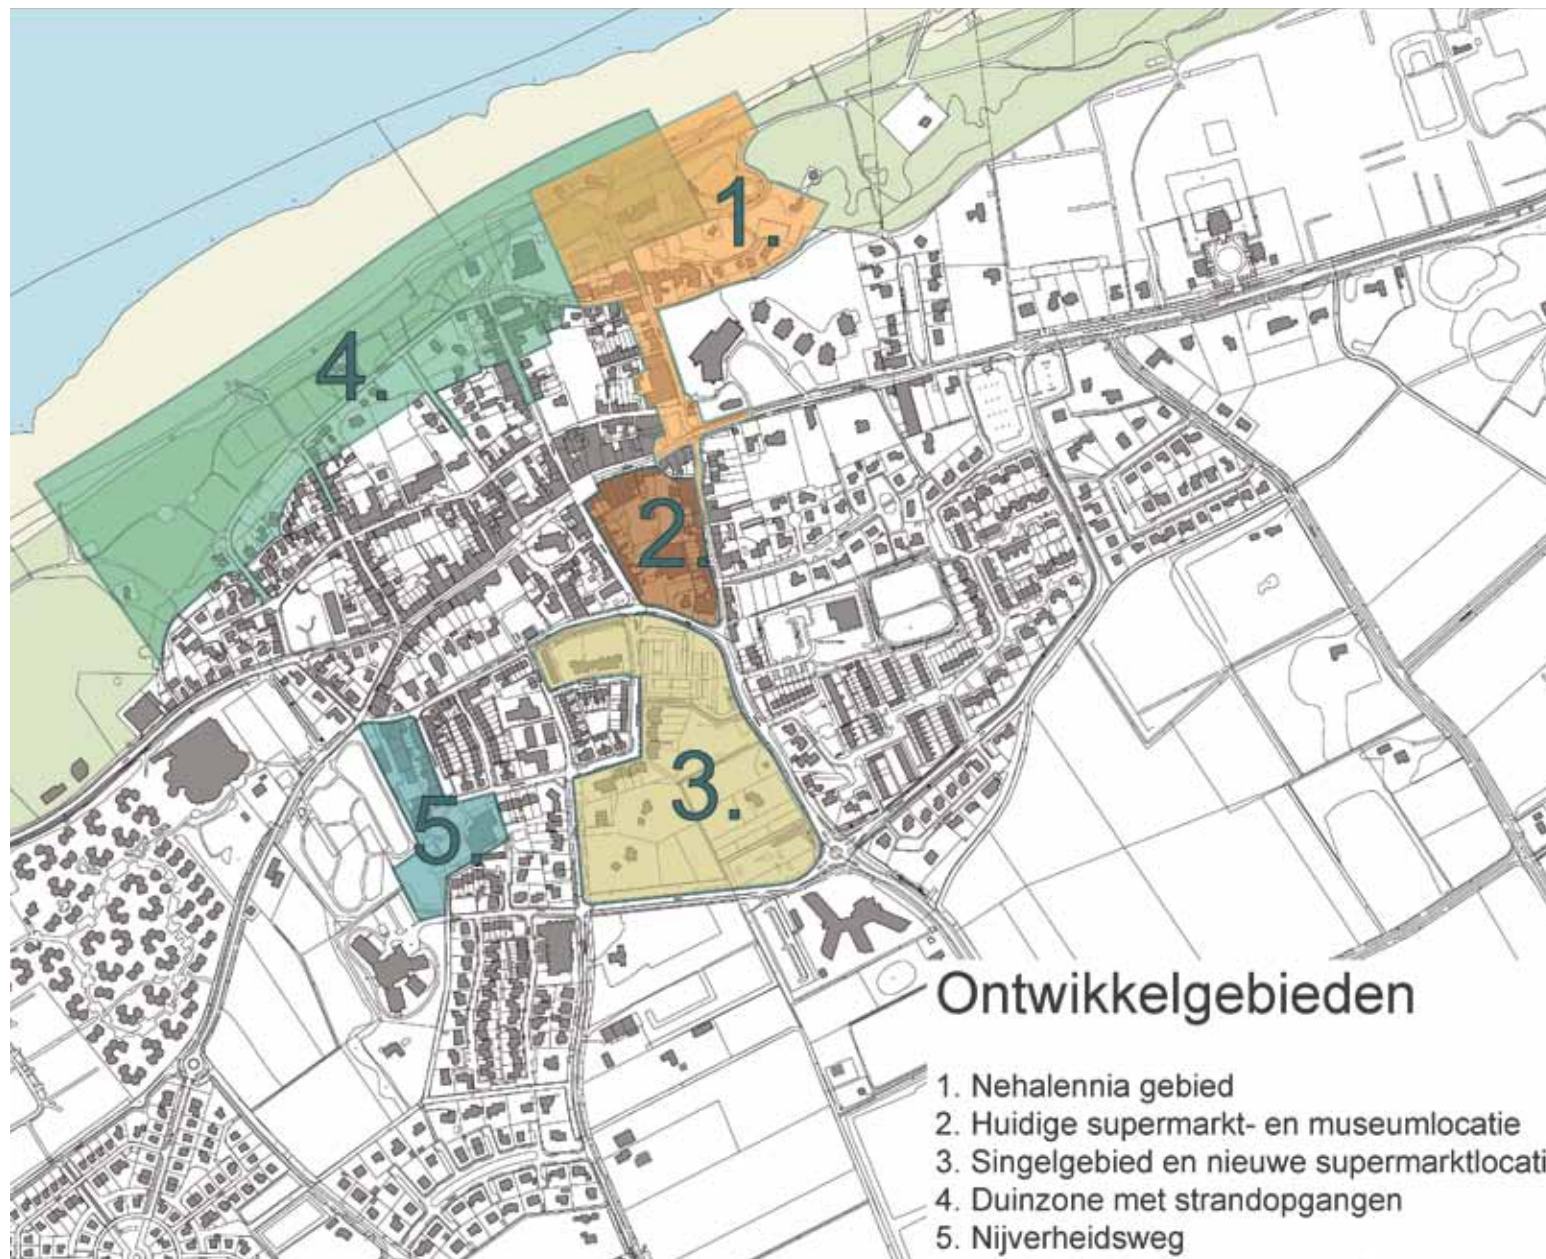 1.
4.
2.
3.
5.
Ontwikkelgebieden
1. Nehalennia gebied
2. Huidige supermarkt- en museumlocatie
3. Singelgebied en nieuwe supermarktlocati
4. Duinzone met strandopgangen
5. Nijverheidsweg